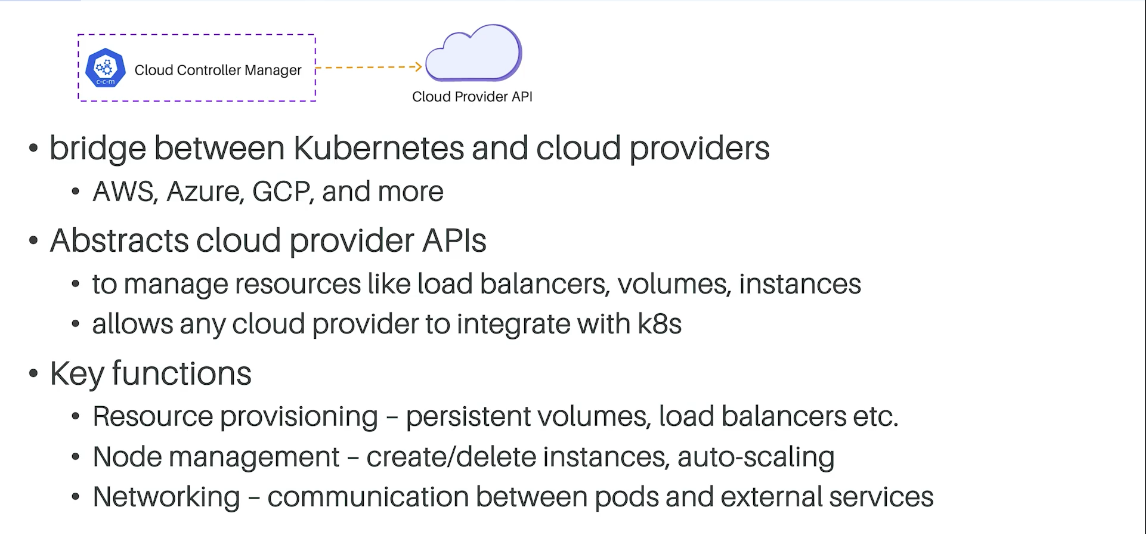 c-c-m
Cloud Controller Manager
Cloud Provider API
• bridge between Kubernetes and cloud providers
• AWS, Azure, GCP, and more
• Abstracts cloud provider APIs
• to manage resources like load balancers, volumes, instances
• allows any cloud provider to integrate with k8s
• Key functions
• Resource provisioning – persistent volumes, load balancers etc.
• Node management – create/delete instances, auto-scaling
• Networking – communication between pods and external services